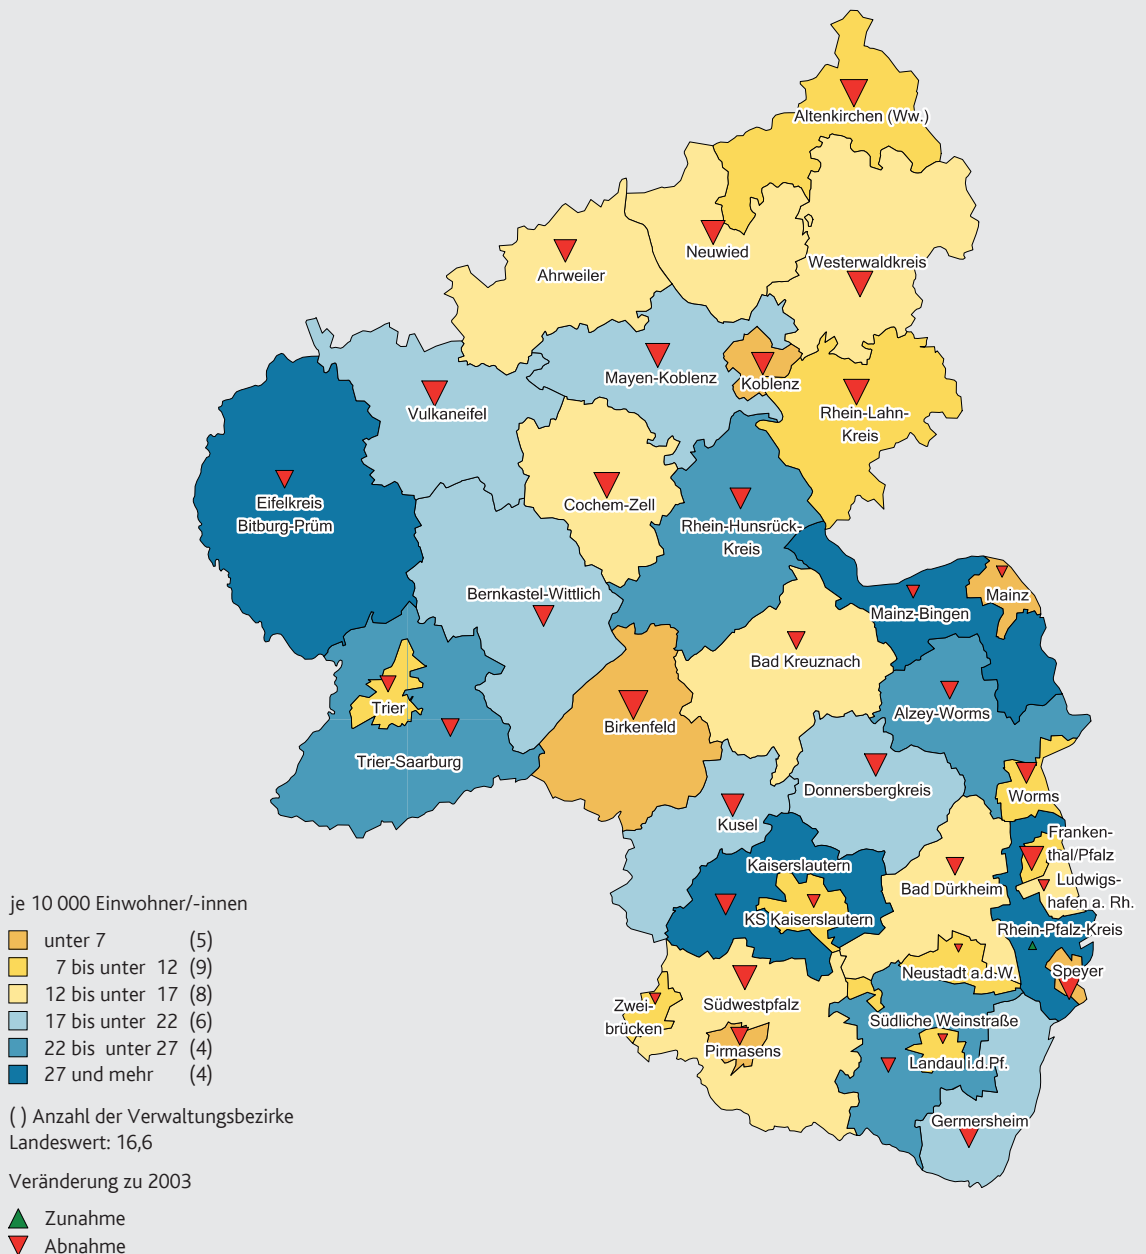 Altenkirchen (Ww.)
Neuwied
Westerwaldkreis
Ahrweiler
Mayen-Koblenz
Koblenz
Vulkaneifel
Rhein-Lahn-
Kreis
Eifelkreis
Bitburg-Prüm
Cochem-Zell
Rhein-Hunsrück-
Kreis
Bernkastel-Wittlich
Mainz
Mainz-Bingen
Bad Kreuznach
Trier
Alzey-Worms
Birkenfeld
Trier-Saarburg
Donnersbergkreis
Worms
Kusel
Franken-
thal/Pfalz
Kaiserslautern
Bad Dürkheim
Ludwigs-
hafen a. Rh.
KS Kaiserslautern
Rhein-Pfalz-Kreis
Neustadt a.d.W.
Speyer
Zwei-
brücken
Südwestpfalz
Südliche Weinstraße
Pirmasens
Landau i.d.Pf.
Germersheim
je 10 000 Einwohner/-innen
unter 7 (5)
7 bis unter 12 (9)
12 bis unter 17 (8)
17 bis unter 22 (6)
22 bis unter 27 (4)
27 und mehr (4)
( ) Anzahl der Verwaltungsbezirke
Landeswert: 16,6
Veränderung zu 2003
Zunahme
Abnahme